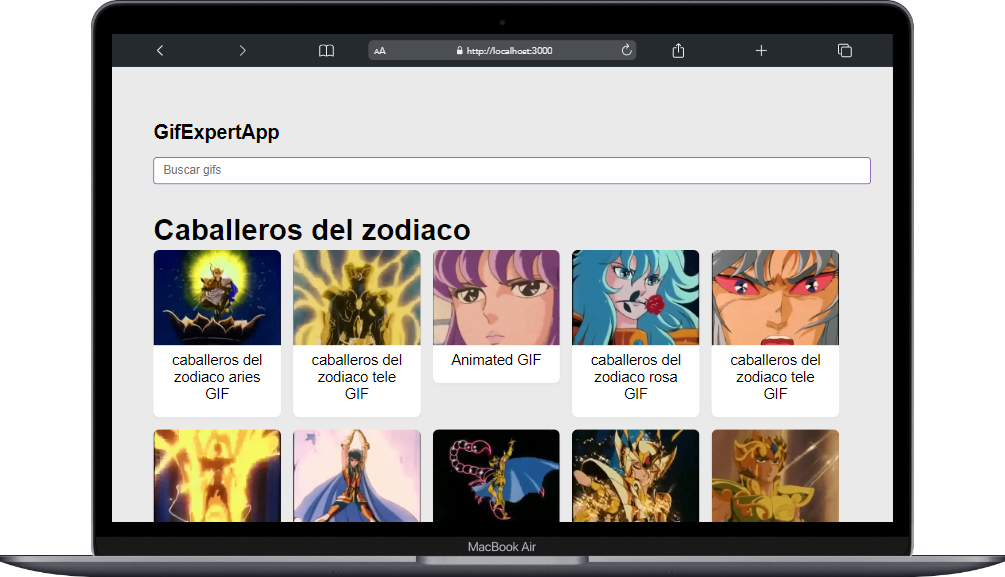 AA http://localhost:3000
GifExpertApp
Buscar gifs
Caballeros del zodiaco
caballeros del
zodiaco aries
GIF
caballeros del
zodiaco tele
GIF
Animated GIF
caballeros del
zodiaco rosa
GIF
caballeros del
zodiaco tele
GIF
MacBook Air